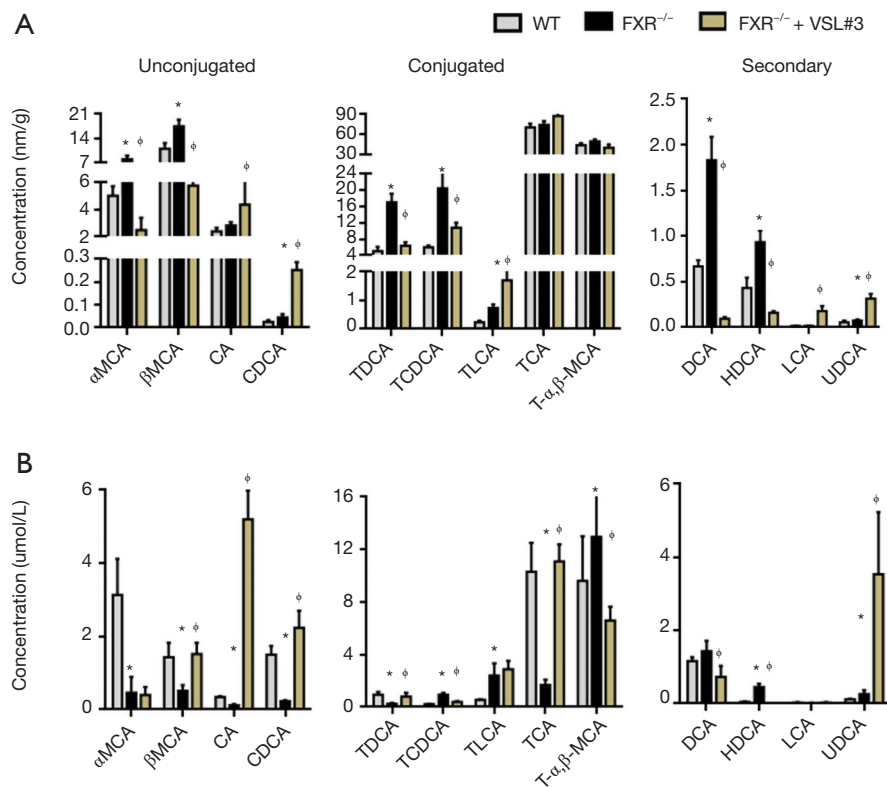 A
WT FXR−/− FXR−/− + VSL#3
Unconjugated Conjugated Secondary
Concentration (nm/g)
21
14
7
6
4
2
0.3
0.2
0.1
0.0
* ϕ * ϕ ϕ * ϕ
αMCA βMCA CA CDCA
90
60
30
24
20
16
12
8
4
2
1
0
* ϕ * ϕ * ϕ
TDCA TCDCA TLCA TCA T-α,β-MCA
2.5
2.0
1.5
1.0
0.5
0.0
* ϕ * ϕ ϕ * ϕ
DCA HDCA LCA UDCA
B
Concentration (umol/L)
6
4
2
0
* * ϕ * ϕ * ϕ
αMCA βMCA CA CDCA
16
12
8
4
0
* ϕ * ϕ * * ϕ * ϕ
TDCA TCDCA TLCA TCA T-α,β-MCA
6
4
2
0
ϕ * ϕ * ϕ
DCA HDCA LCA UDCA